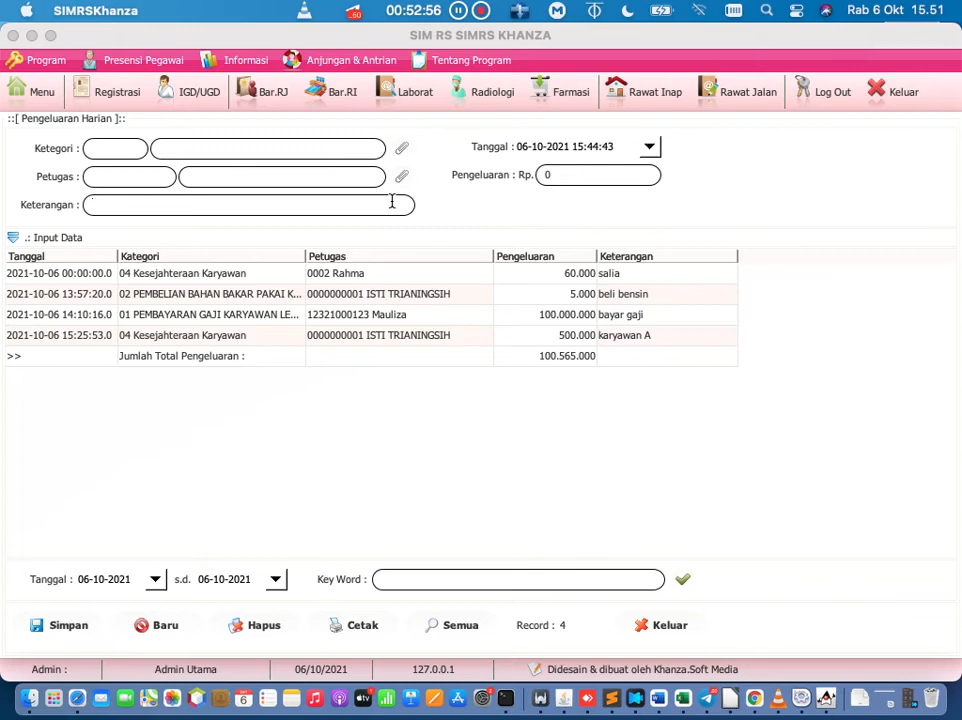 SIMRSKhanza
.60
00:52:56
Rab 6 Okt 15.51
SIM RS SIMRS KHANZA
Program
Presensi Pegawai
Informasi
Anjungan & Antrian
Tentang Program
Menu
Registrasi
IGD/UGD
Bar.RJ
Bar.RI
Laborat
Radiologi
Farmasi
Rawat Inap
Rawat Jalan
Log Out
Keluar
::[ Pengeluaran Harian ]::
Ketegori :
Tanggal : 06-10-2021 15:44:43
Petugas :
Pengeluaran : Rp. 0
Keterangan :
.: Input Data
Tanggal Kategori Petugas Pengeluaran Keterangan
2021-10-06 00:00:00.0 04 Kesejahteraan Karyawan 0002 Rahma 60.000 salia
2021-10-06 13:57:20.0 02 PEMBELIAN BAHAN BAKAR PAKAI K... 0000000001 ISTI TRIANINGSIH 5.000 beli bensin
2021-10-06 14:10:16.0 01 PEMBAYARAN GAJI KARYAWAN LE... 12321000123 Mauliza 100.000.000 bayar gaji
2021-10-06 15:25:53.0 04 Kesejahteraan Karyawan 0000000001 ISTI TRIANINGSIH 500.000 karyawan A
>> Jumlah Total Pengeluaran : 100.565.000
Tanggal : 06-10-2021 s.d. 06-10-2021 Key Word :
Simpan
Baru
Hapus
Cetak
Semua
Record : 4
Keluar
Admin :
Admin Utama
06/10/2021
127.0.0.1
Didesain & dibuat oleh Khanza.Soft Media